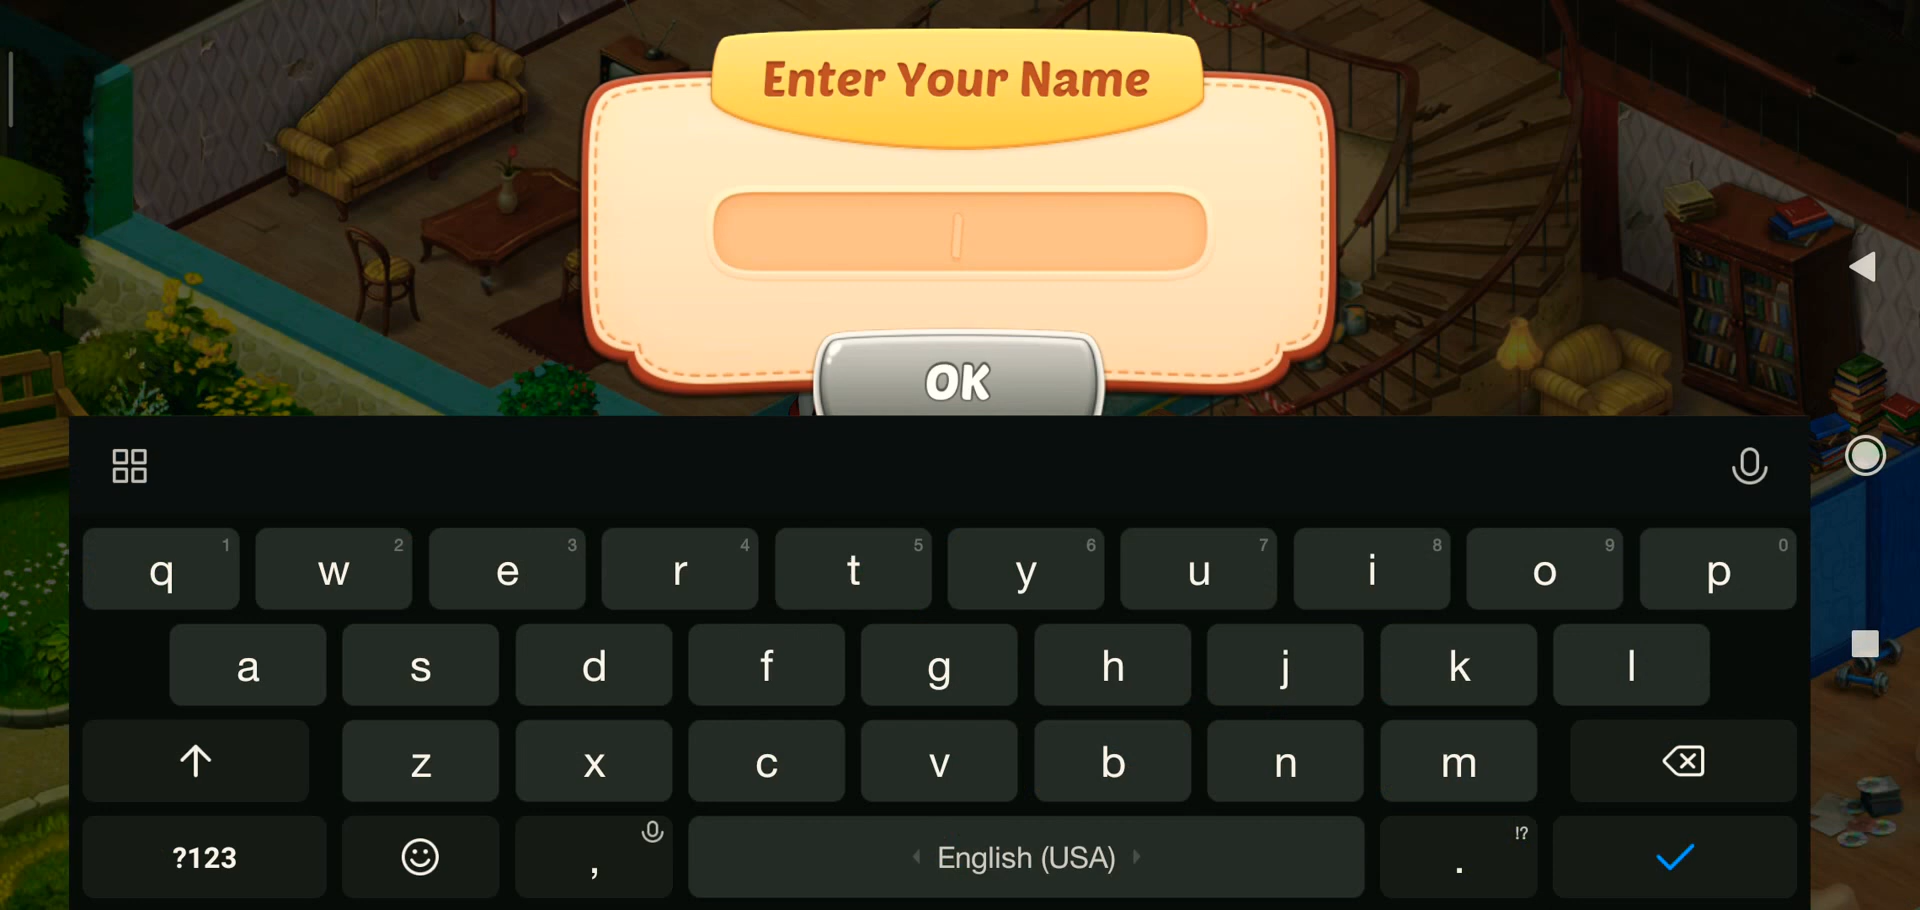 Enter Your Name
OK
q 1 w 2 e 3 r 4 t 5 y 6 u 7 i 8 o 9 p 0
a s d f g h j k l
z x c v b n m
?123 , English (USA) . !?